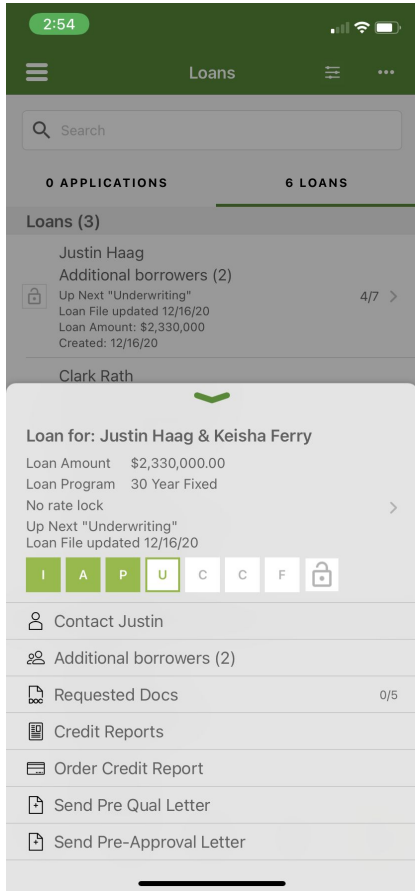 2:54
Loans
Search
0 APPLICATIONS 6 LOANS
Loans (3)
Justin Haag
Additional borrowers (2)
Up Next "Underwriting" 4/7
Loan File updated 12/16/20
Loan Amount: $2,330,000
Created: 12/16/20
Clark Rath
Loan for: Justin Haag & Keisha Ferry
Loan Amount $2,330,000.00
Loan Program 30 Year Fixed
No rate lock
Up Next "Underwriting"
Loan File updated 12/16/20
I A P U C C F
Contact Justin
Additional borrowers (2)
DOC Requested Docs 0/5
Credit Reports
Order Credit Report
Send Pre Qual Letter
Send Pre-Approval Letter